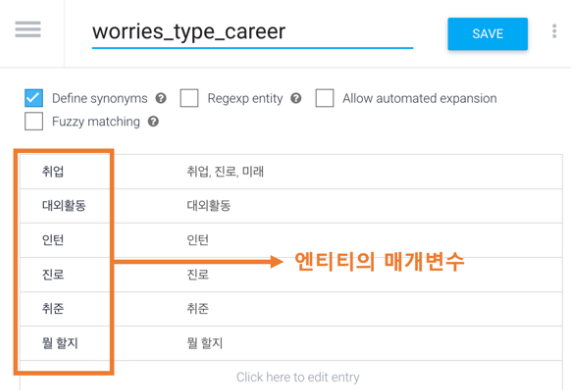 worries_type_career
SAVE
Define synonyms
Regexp entity
Allow automated expansion
Fuzzy matching
취업 취업, 진로, 미래
대외활동 대외활동
인턴 인턴
진로 진로
취준 취준
뭘 할지 뭘 할지
엔티티의 매개변수
Click here to edit entry